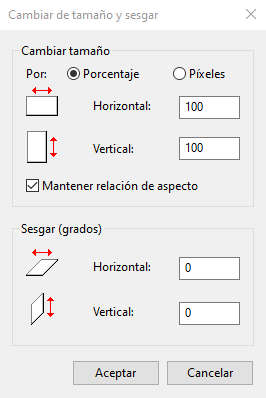 Cambiar de tamaño y sesgar
Cambiar tamaño
Por: Porcentaje Píxeles
Horizontal: 100
Vertical: 100
Mantener relación de aspecto
Sesgar (grados)
Horizontal: 0
Vertical: 0
Aceptar Cancelar